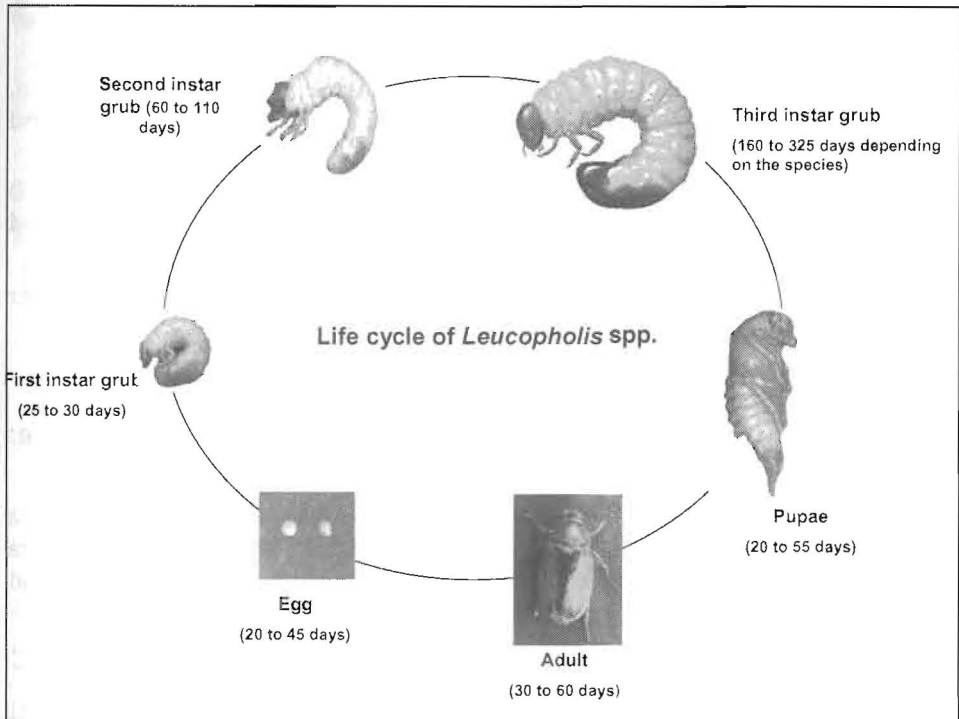 Second instar
grub (60 to 110
days)
Third instar grub
(160 to 325 days depending
on the species)
Life cycle of Leucopholis spp.
First instar grub
(25 to 30 days)
Pupae
(20 to 55 days)
Egg
(20 to 45 days)
Adult
(30 to 60 days)